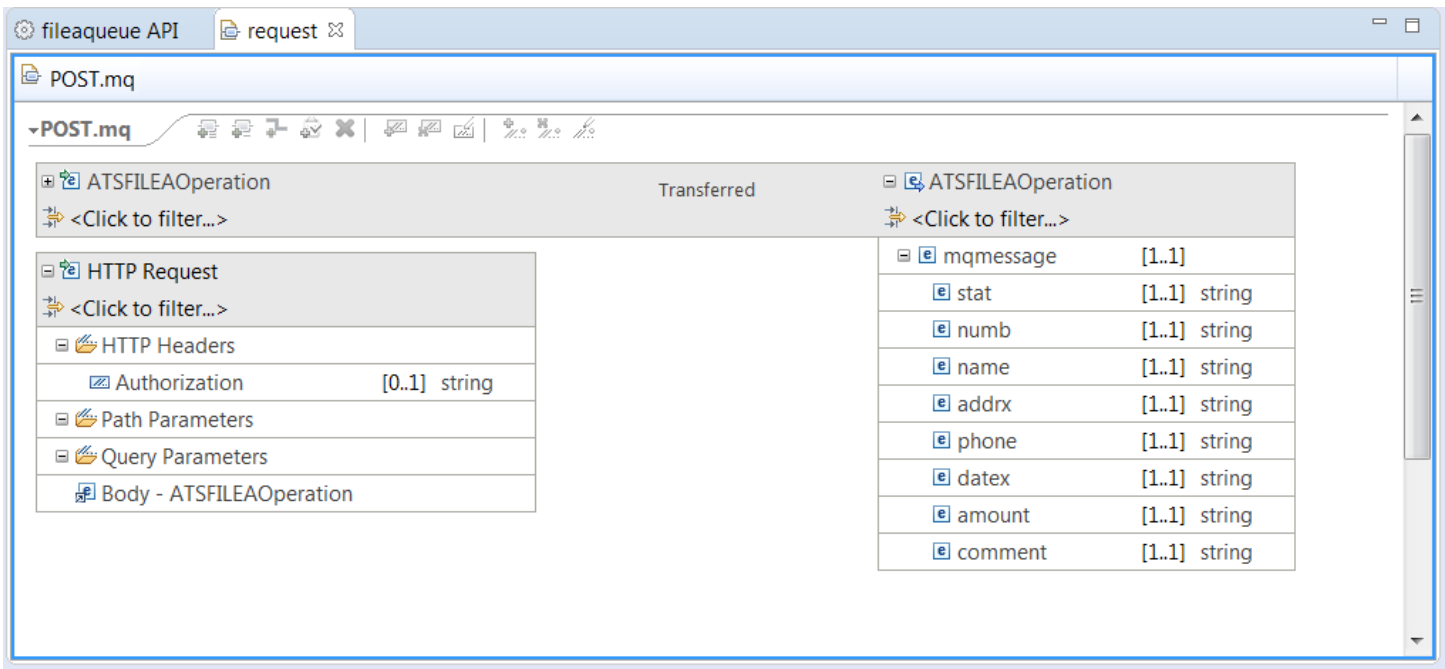 fileaqueue API request
POST.mq
POST.mq
ATSFILEAOperation Transferred ATSFILEAOperation
<Click to filter...> <Click to filter...>
HTTP Request
<Click to filter...>
HTTP Headers
Authorization [0..1] string
Path Parameters
Query Parameters
Body - ATSFILEAOperation
mqmessage [1..1]
stat [1..1] string
numb [1..1] string
name [1..1] string
addrx [1..1] string
phone [1..1] string
datex [1..1] string
amount [1..1] string
comment [1..1] string